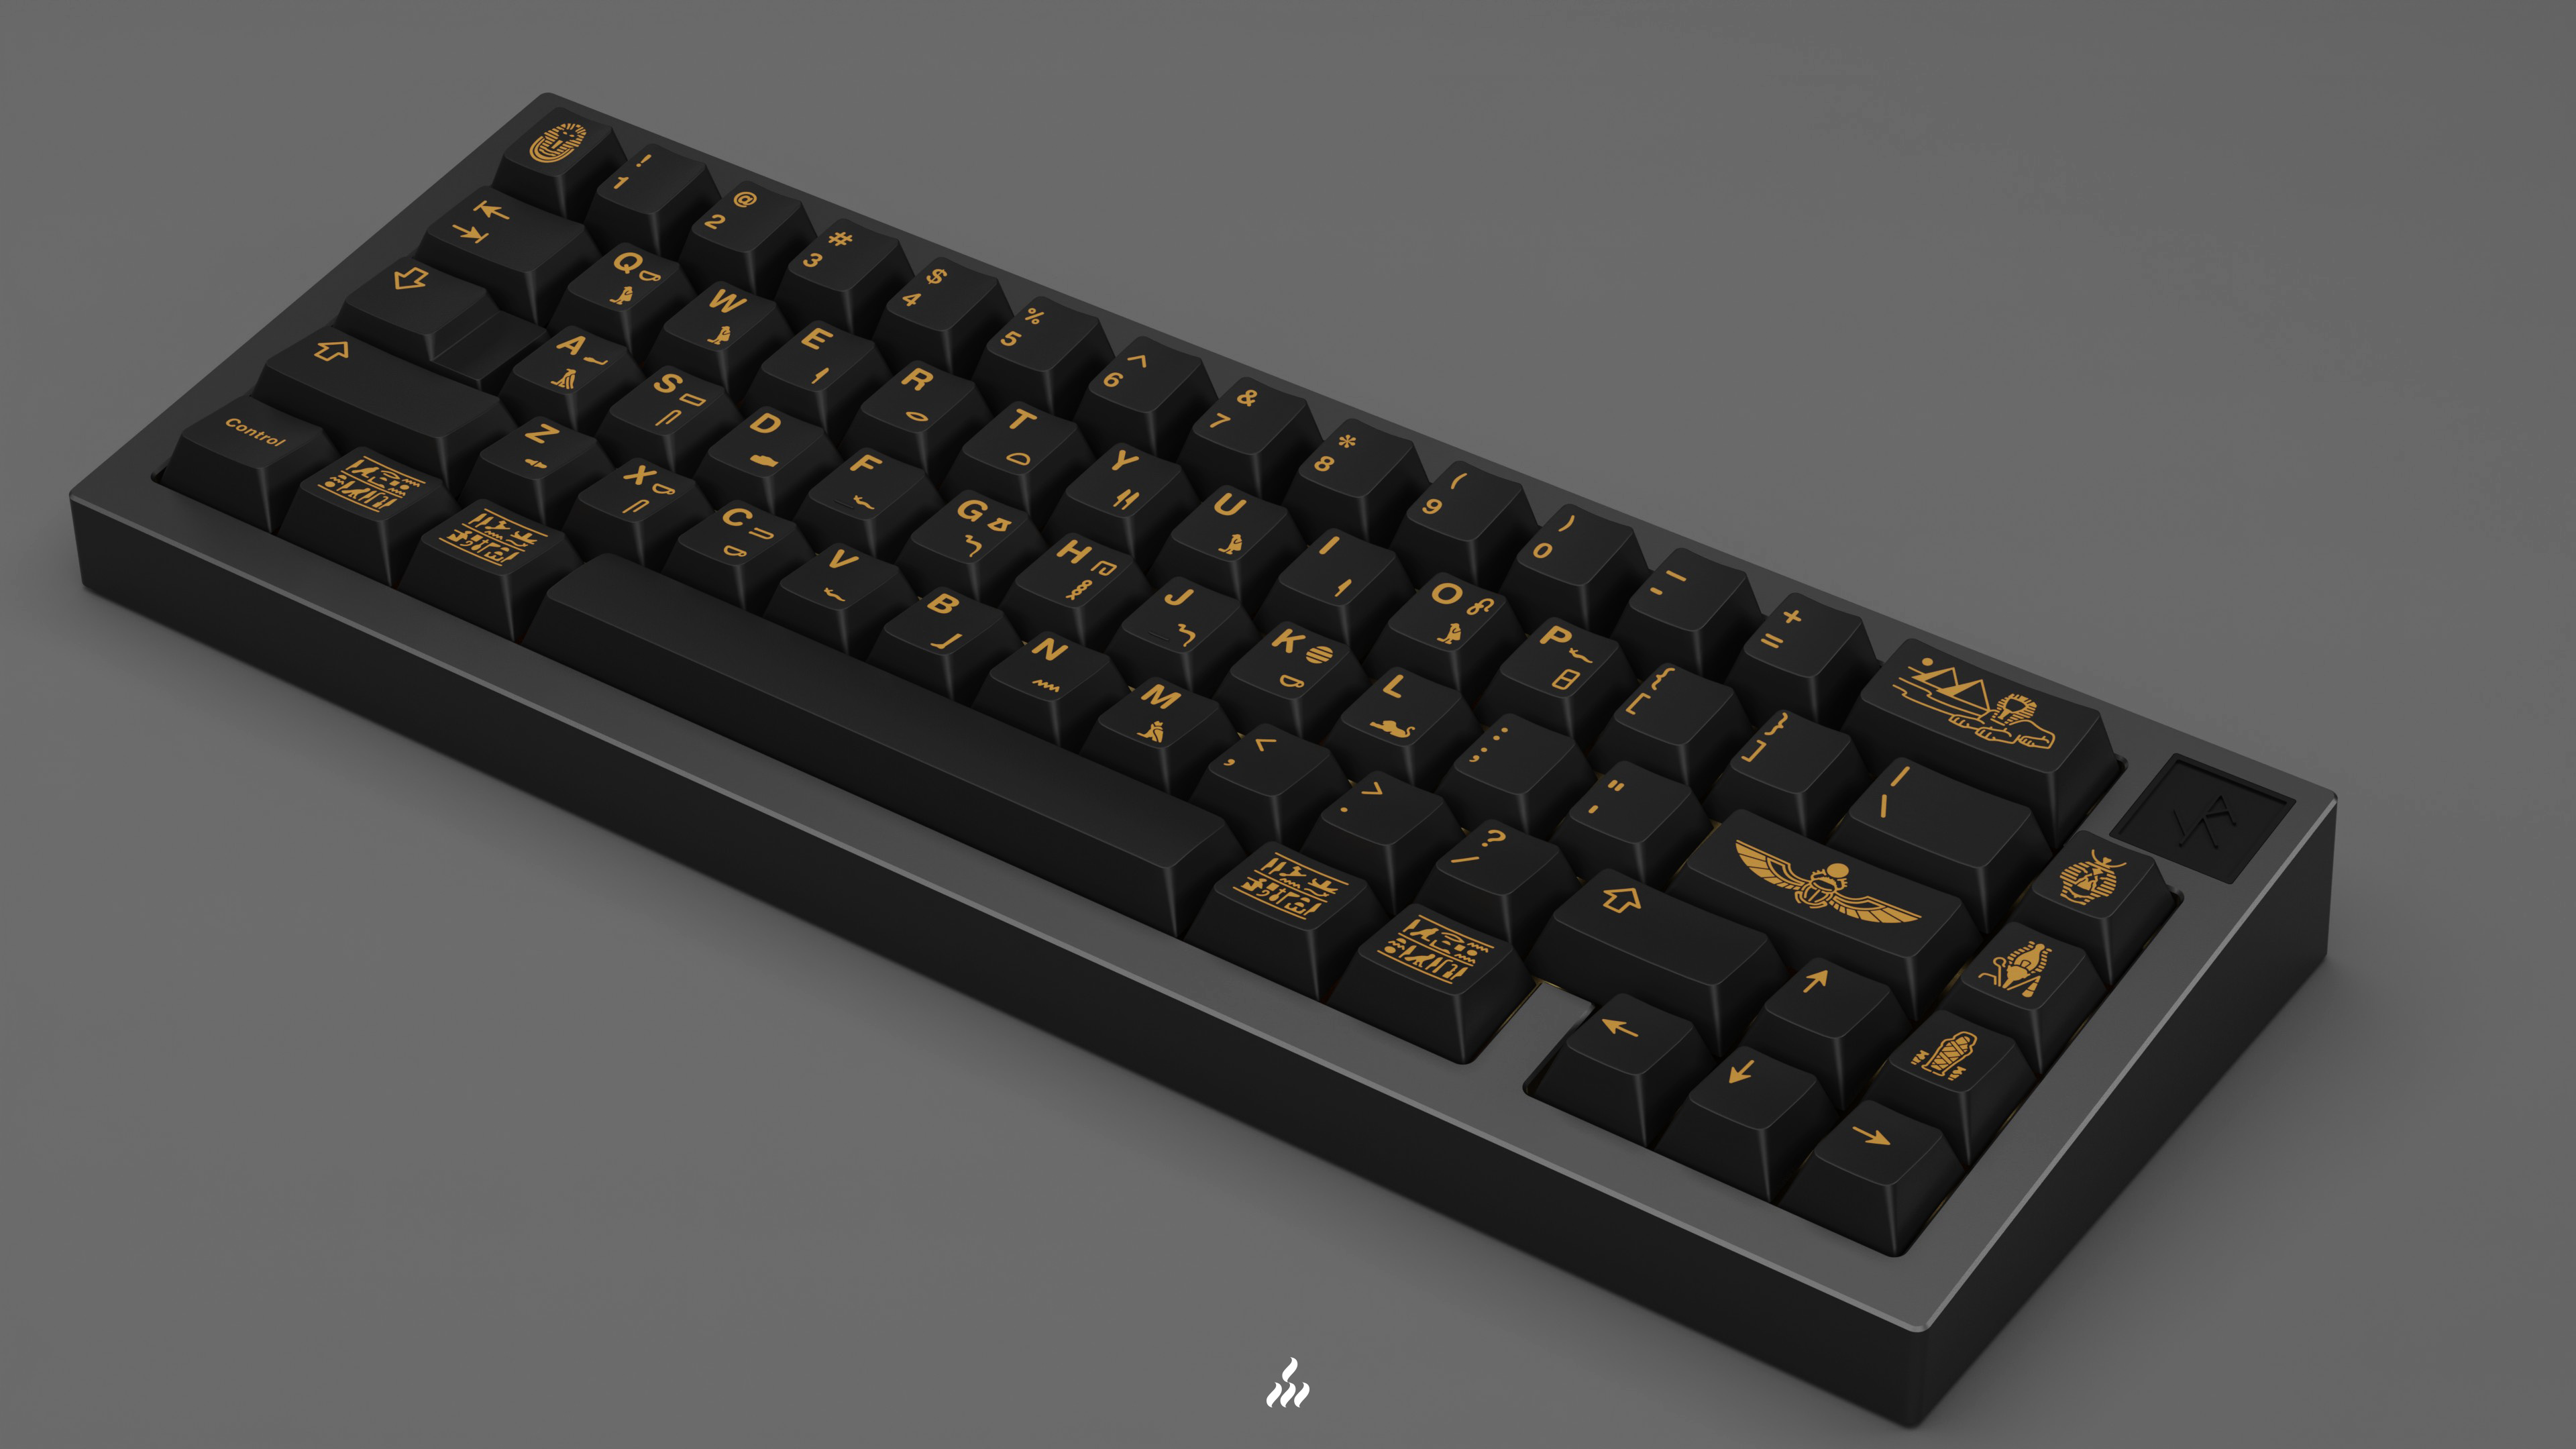 ! 1
@ 2
# 3
$ 4
% 5
^ 6
& 7
* 8
( 9
) 0
_ -
+ =
Q 𓎡 𓅱
W 𓅱
E 𓇋
R 𓂋
T 𓏏
Y 𓇌
U 𓅱
I 𓇋
O 𓅱
P 𓊪
{ [
} ]
A 𓂝 𓄿
S 𓈙 𓋴
D 𓂧
F 𓆑
G 𓎼 𓆓
H 𓉔 𓎛
J 𓆓
K 𓐍 𓎡
L 𓃭
: ;
" '
Z 𓊃
X 𓎡 𓋴
C 𓍿 𓎡
V 𓆑
B 𓃀
N 𓈖
M 𓅓
< ,
> .
? /
Control